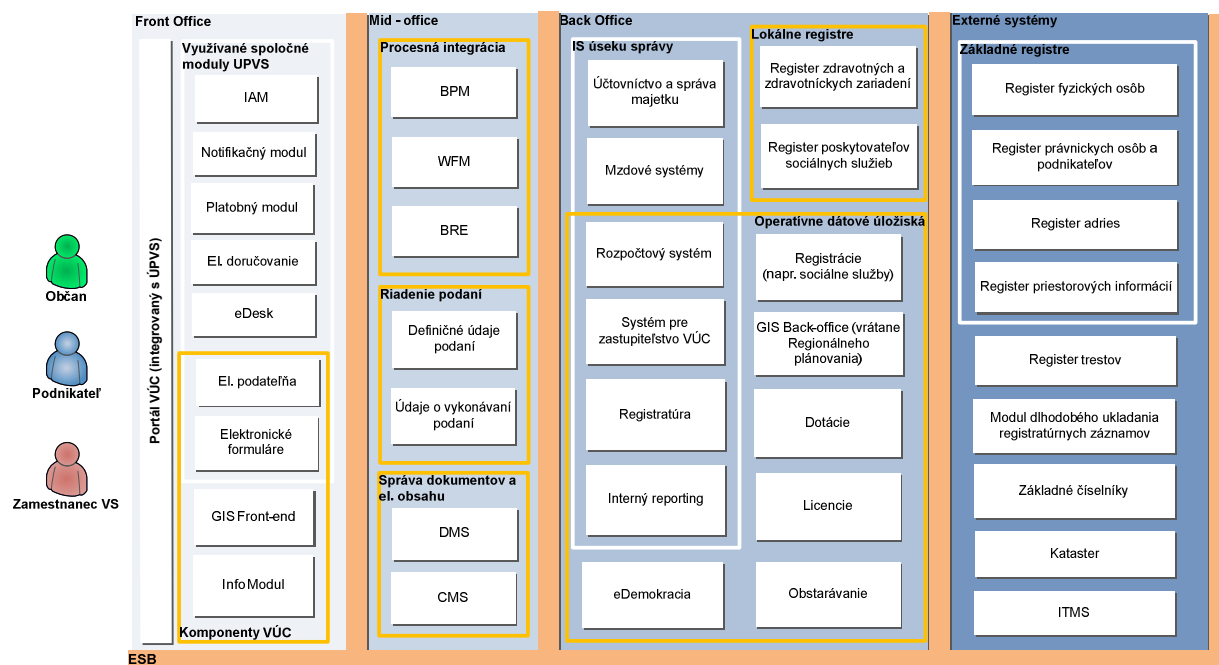 Občan
Podnikateľ
Zamestnanec VS
Front Office
Portál VÚC (integrovaný s ÚPVS)
Využívané spoločné
moduly UPVS
IAM
Notifikačný modul
Platobný modul
El. doručovanie
eDesk
El. podateľňa
Elektronické
formuláre
GIS Front-end
Info Modul
Komponenty VÚC
Mid - office
Procesná integrácia
BPM
WFM
BRE
Riadenie podaní
Definičné údaje
podaní
Údaje o vykonávaní
podaní
Správa dokumentov a
el. obsahu
DMS
CMS
Back Office
IS úseku správy
Účtovníctvo a správa
majetku
Mzdové systémy
Rozpočtový systém
Systém pre
zastupiteľstvo VÚC
Registratúra
Interný reporting
eDemokracia
Lokálne registre
Register zdravotných a
zdravotníckych zariadení
Register poskytovateľov
sociálnych služieb
Operatívne dátové úložiská
Registrácie
(napr. sociálne služby)
GIS Back-office (vrátane
Regionálneho
plánovania)
Dotácie
Licencie
Obstarávanie
Externé systémy
Základné registre
Register fyzických osôb
Register právnickych osôb a
podnikateľov
Register adries
Register priestorových informácií
Register trestov
Modul dlhodobého ukladania
registratúrnych záznamov
Základné číselníky
Kataster
ITMS
ESB